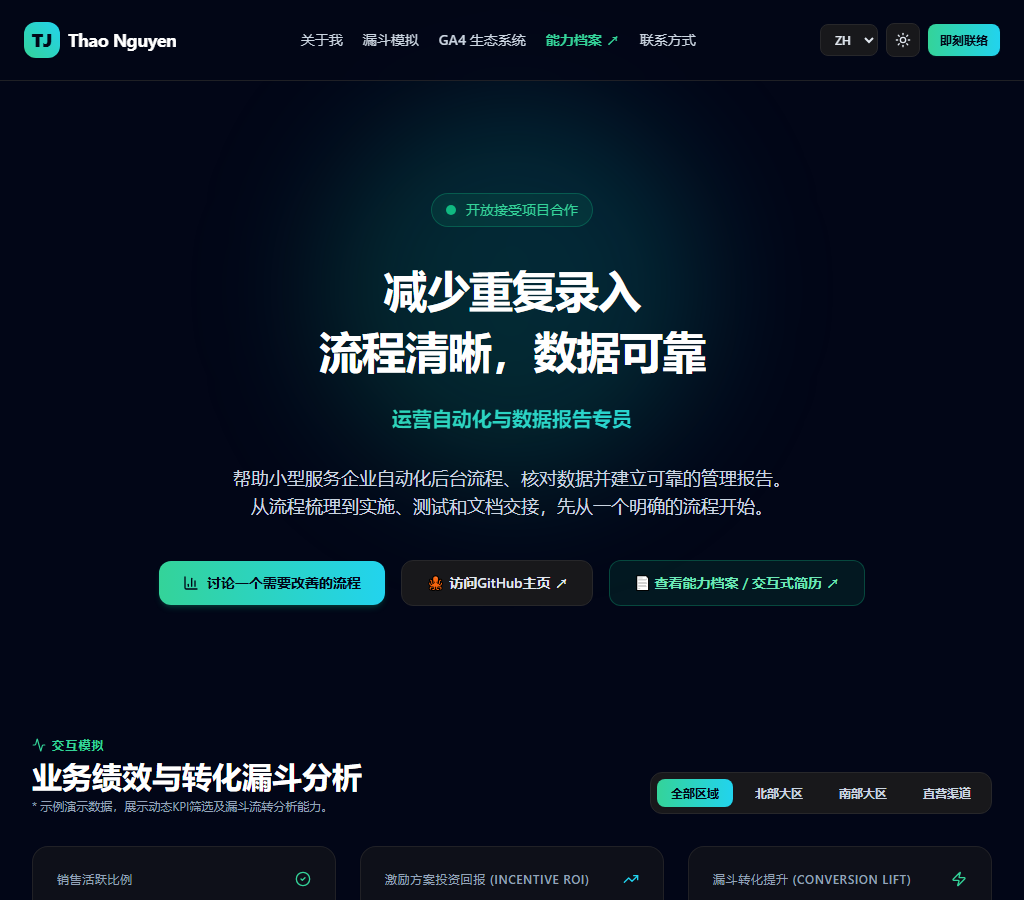 TJ Thao Nguyen
关于我 漏斗模拟 GA4 生态系统 能力档案 ↗ 联系方式
ZH
即刻联络
开放接受项目合作
减少重复录入
流程清晰，数据可靠
运营自动化与数据报告专员
帮助小型服务企业自动化后台流程、核对数据并建立可靠的管理报告。
从流程梳理到实施、测试和文档交接，先从一个明确的流程开始。
讨论一个需要改善的流程
访问GitHub主页 ↗
查看能力档案 / 交互式简历 ↗
交互模拟
业务绩效与转化漏斗分析
* 示例演示数据，展示动态KPI筛选及漏斗流转分析能力。
全部区域 北部大区 南部大区 直营渠道
销售活跃比例
激励方案投资回报 (INCENTIVE ROI)
漏斗转化提升 (CONVERSION LIFT)